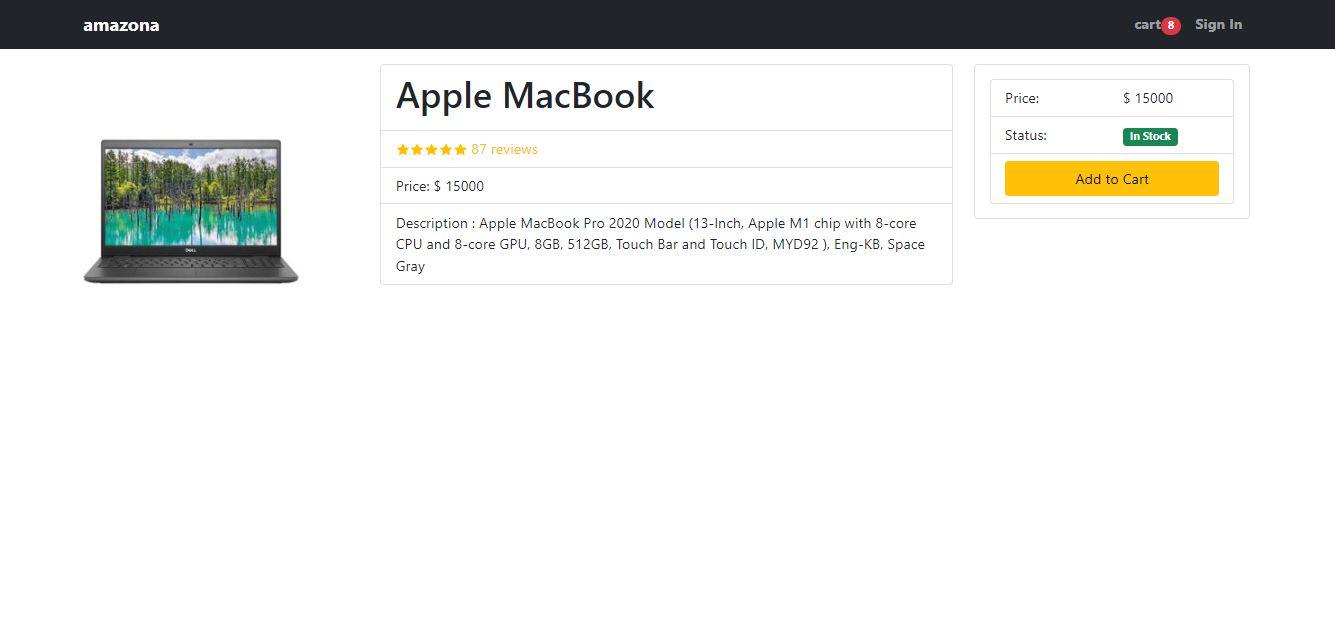 amazona
cart 8 Sign In
Apple MacBook
87 reviews
Price: $ 15000
Description : Apple MacBook Pro 2020 Model (13-Inch, Apple M1 chip with 8-core
CPU and 8-core GPU, 8GB, 512GB, Touch Bar and Touch ID, MYD92 ), Eng-KB, Space
Gray
Price: $ 15000
Status: In Stock
Add to Cart
DELL